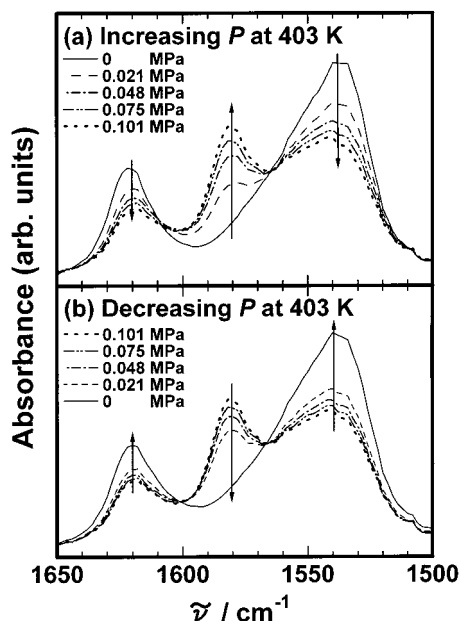 (a) Increasing P at 403 K
0 MPa
0.021 MPa
0.048 MPa
0.075 MPa
0.101 MPa
(b) Decreasing P at 403 K
0.101 MPa
0.075 MPa
0.048 MPa
0.021 MPa
0 MPa
Absorbance (arb. units)
1650 1600 1550 1500
ṽ / cm⁻¹